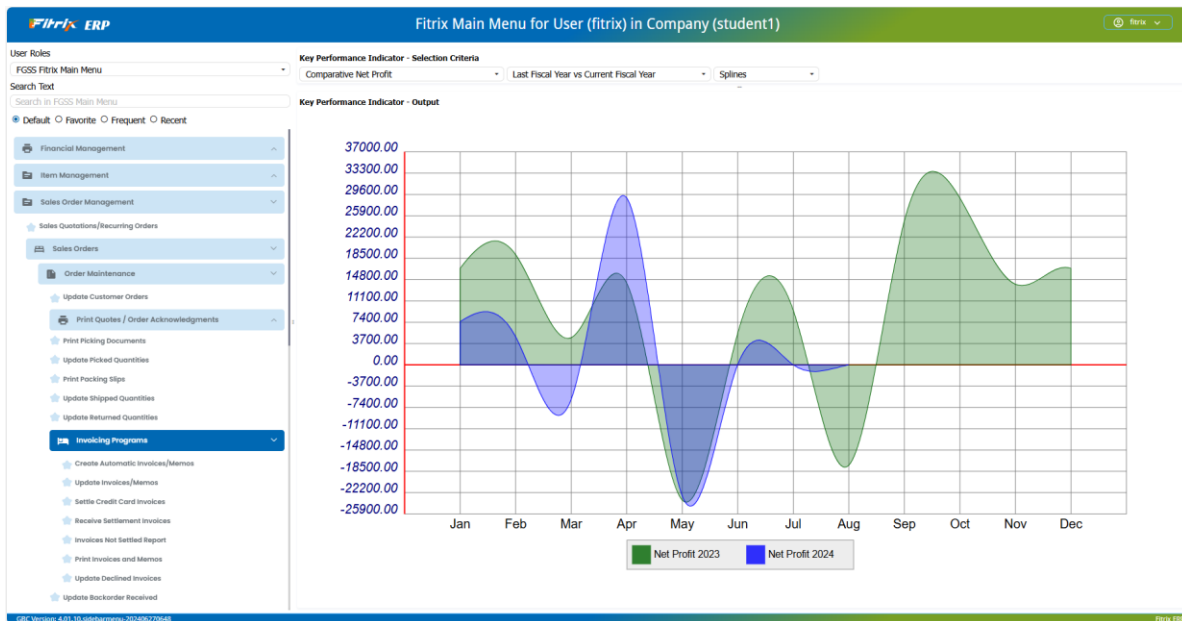 Fitrix ERP
Fitrix Main Menu for User (fitrix) in Company (student1)
fitrix
User Roles
FGSS Fitrix Main Menu
Search Text
Search in FGSS Main Menu
Default Favorite Frequent Recent
Financial Management
Item Management
Sales Order Management
Sales Quotations/Recurring Orders
Sales Orders
Order Maintenance
Update Customer Orders
Print Quotes / Order Acknowledgments
Print Picking Documents
Update Picked Quantities
Print Packing Slips
Update Shipped Quantities
Update Returned Quantities
Invoicing Programs
Create Automatic Invoices/Memos
Update Invoices/Memos
Settle Credit Card Invoices
Receive Settlement Invoices
Invoices Not Settled Report
Print Invoices and Memos
Update Declined Invoices
Update Backorder Received
Key Performance Indicator - Selection Criteria
Comparative Net Profit
Last Fiscal Year vs Current Fiscal Year
Splines
Key Performance Indicator - Output
37000.00
33300.00
29600.00
25900.00
22200.00
18500.00
14800.00
11100.00
7400.00
3700.00
0.00
-3700.00
-7400.00
-11100.00
-14800.00
-18500.00
-22200.00
-25900.00
Jan Feb Mar Apr May Jun Jul Aug Sep Oct Nov Dec
Net Profit 2023 Net Profit 2024
GBC Version: 4.01.10.sidebarmenu-202406270648